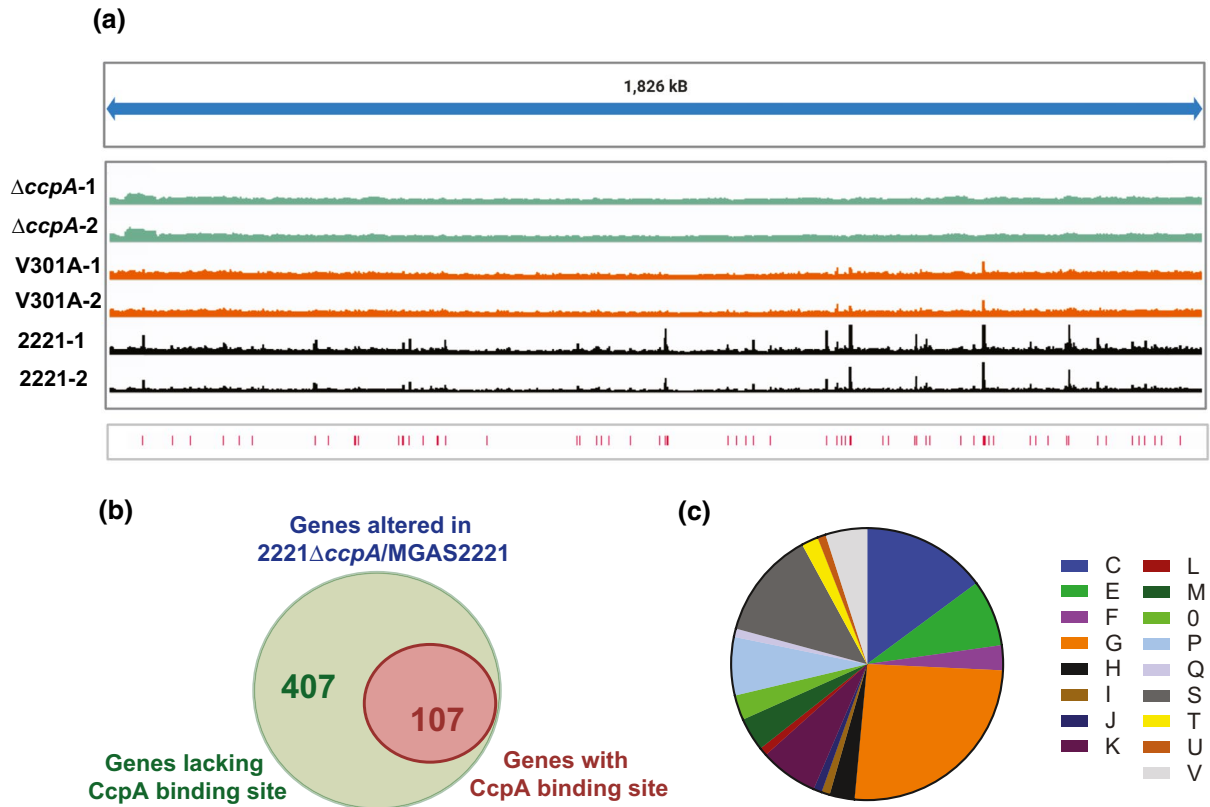 (a)
1,826 kB
ΔccpA-1
ΔccpA-2
V301A-1
V301A-2
2221-1
2221-2
(b)
Genes altered in
2221ΔccpA/MGAS2221
407
107
Genes lacking
CcpA binding site
Genes with
CcpA binding site
(c)
C
E
F
G
H
I
J
K
L
M
0
P
Q
S
T
U
V